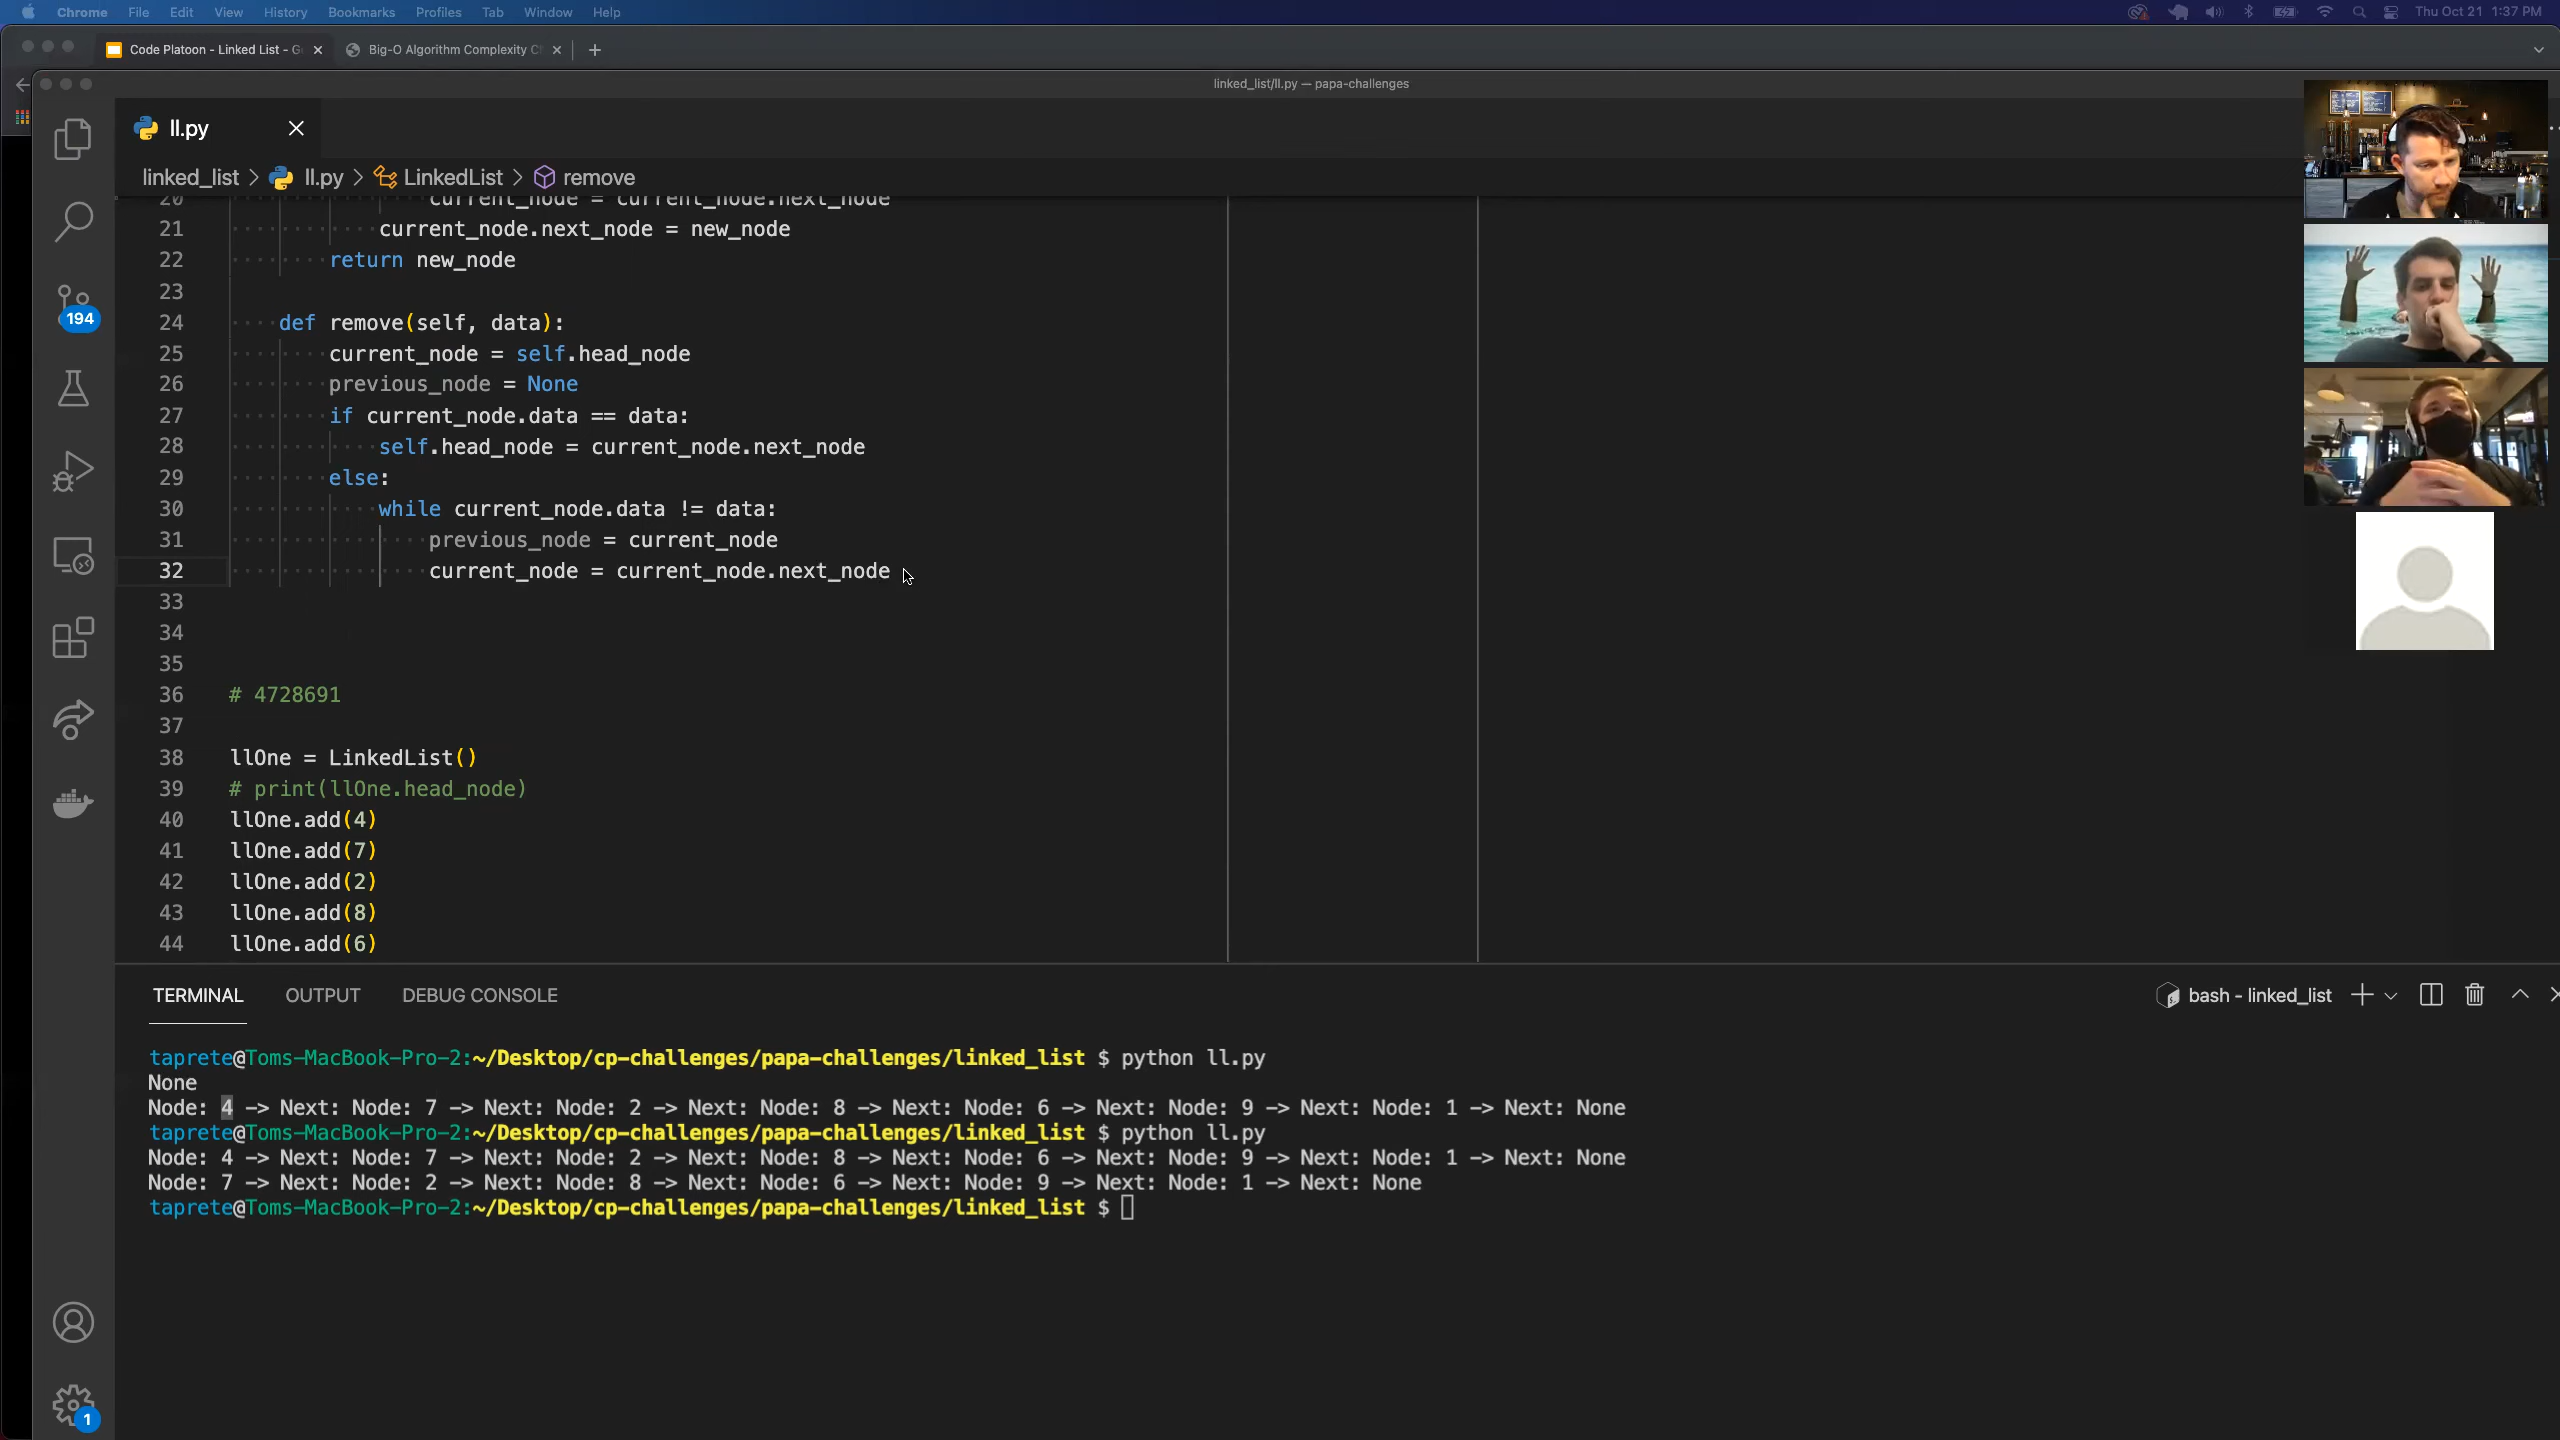 Chrome File Edit View History Bookmarks Profiles Tab Window Help Thu Oct 21 1:37 PM
Code Platoon - Linked List - G Big-O Algorithm Complexity C
linked_list/ll.py — papa-challenges
ll.py
linked_list > ll.py > LinkedList > remove
20 current_node = current_node.next_node
21 current_node.next_node = new_node
22 return new_node
23
24 def remove(self, data):
25 current_node = self.head_node
26 previous_node = None
27 if current_node.data == data:
28 self.head_node = current_node.next_node
29 else:
30 while current_node.data != data:
31 previous_node = current_node
32 current_node = current_node.next_node
33
34
35
36 # 4728691
37
38 llOne = LinkedList()
39 # print(llOne.head_node)
40 llOne.add(4)
41 llOne.add(7)
42 llOne.add(2)
43 llOne.add(8)
44 llOne.add(6)
194
TERMINAL OUTPUT DEBUG CONSOLE bash - linked_list
taprete@Toms-MacBook-Pro-2:~/Desktop/cp-challenges/papa-challenges/linked_list $ python ll.py
None
Node: 4 -> Next: Node: 7 -> Next: Node: 2 -> Next: Node: 8 -> Next: Node: 6 -> Next: Node: 9 -> Next: Node: 1 -> Next: None
taprete@Toms-MacBook-Pro-2:~/Desktop/cp-challenges/papa-challenges/linked_list $ python ll.py
Node: 4 -> Next: Node: 7 -> Next: Node: 2 -> Next: Node: 8 -> Next: Node: 6 -> Next: Node: 9 -> Next: Node: 1 -> Next: None
Node: 7 -> Next: Node: 2 -> Next: Node: 8 -> Next: Node: 6 -> Next: Node: 9 -> Next: Node: 1 -> Next: None
taprete@Toms-MacBook-Pro-2:~/Desktop/cp-challenges/papa-challenges/linked_list $
1